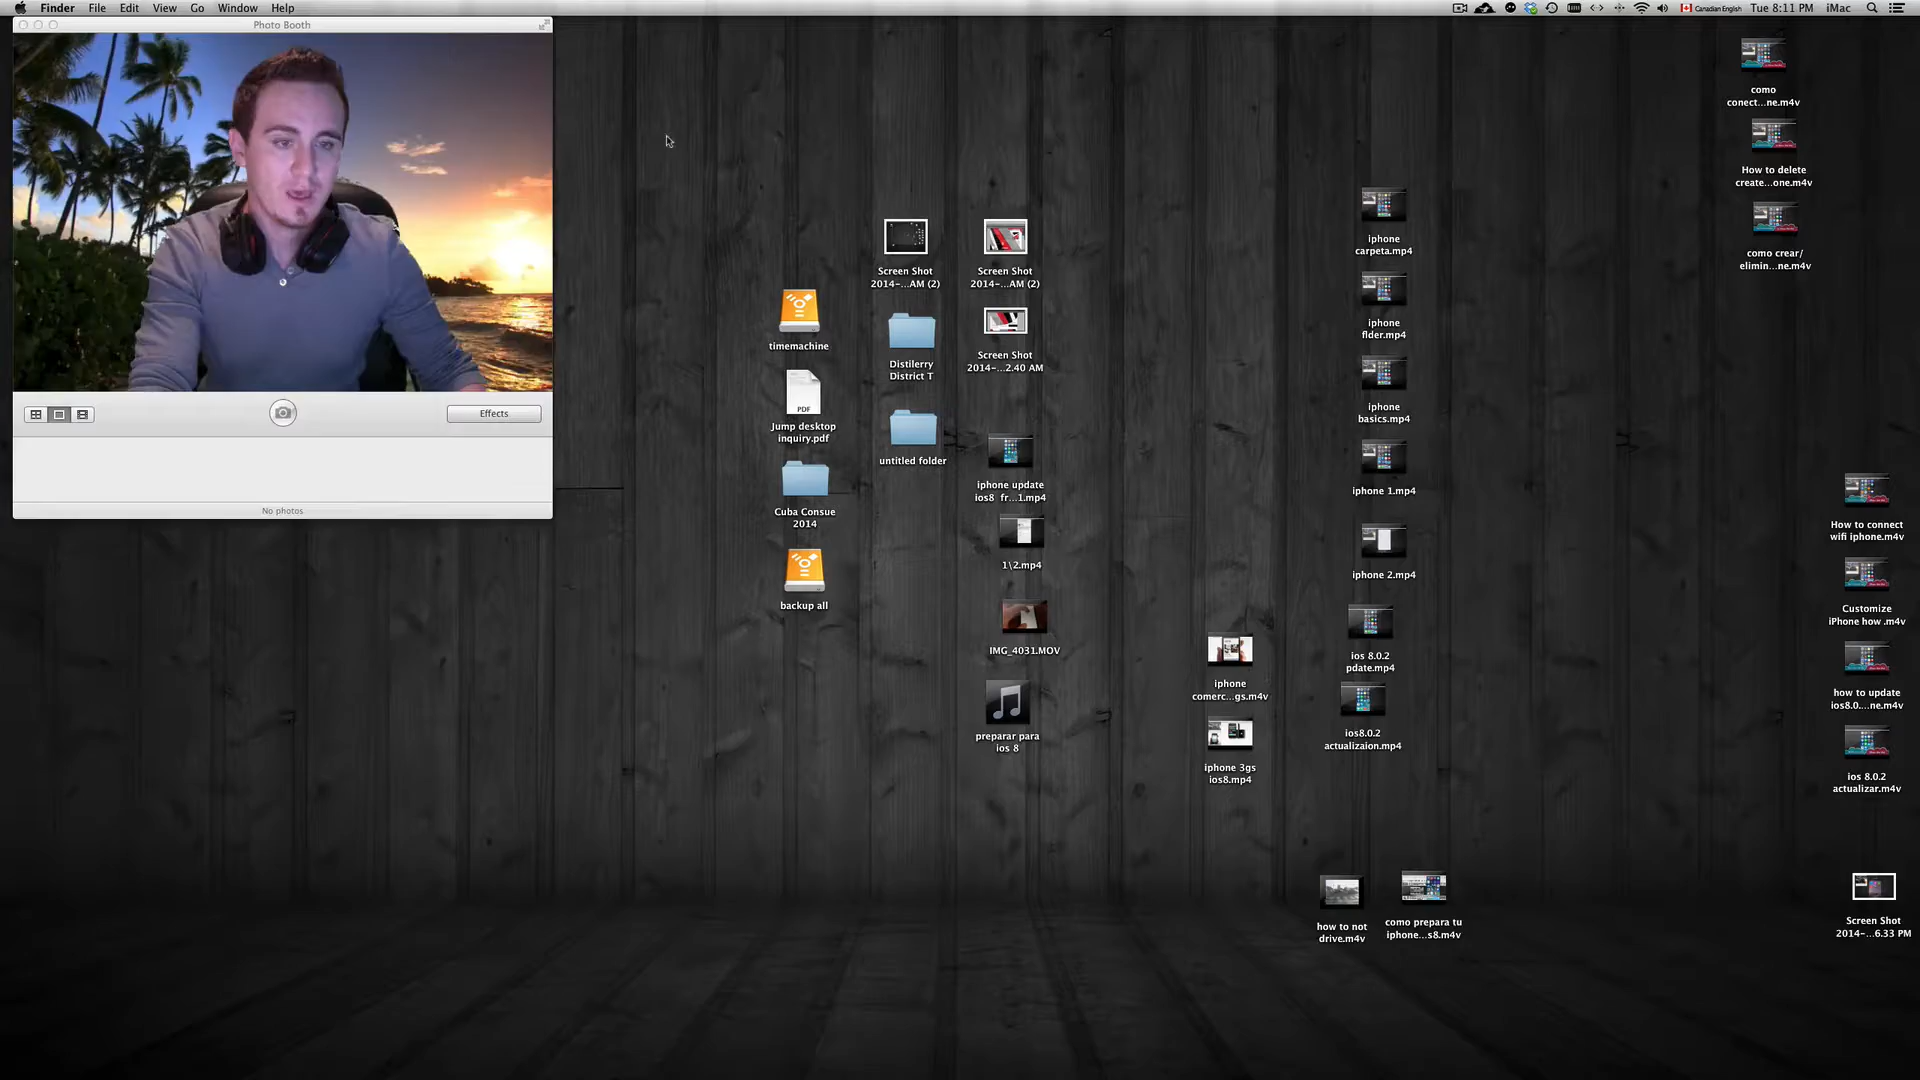 Finder File Edit View Go Window Help
Canadian English Tue 8:11 PM iMac
Photo Booth
Effects
No photos
timemachine
PDF
Jump desktop
inquiry.pdf
Cuba Consue
2014
backup all
Screen Shot
2014-...AM (2)
Distilerry
District T
untitled folder
Screen Shot
2014-...AM (2)
Screen Shot
2014-...2.40 AM
iphone update
ios8 fr...1.mp4
1\2.mp4
IMG_4031.MOV
preparar para
ios 8
iphone
comerc...gs.m4v
iphone 3gs
ios8.mp4
iphone
carpeta.mp4
iphone
flder.mp4
iphone
basics.mp4
iphone 1.mp4
iphone 2.mp4
ios 8.0.2
pdate.mp4
ios8.0.2
actualizaion.mp4
how to not
drive.m4v
como prepara tu
iphone...s8.m4v
como
conect...ne.m4v
How to delete
create...one.m4v
como crear/
elimin...ne.m4v
How to connect
wifi iphone.m4v
Customize
iPhone how .m4v
how to update
ios8.0....ne.m4v
ios 8.0.2
actualizar.m4v
Screen Shot
2014-...6.33 PM